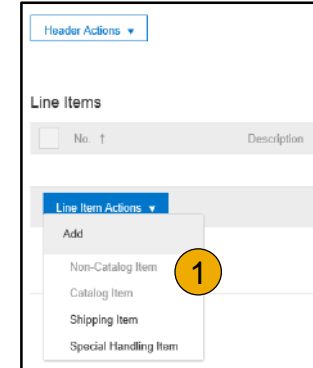 Header Actions ▼
Line Items
No. ↑ Description
Line Item Actions ▼
Add
Non-Catalog Item
1
Catalog Item
Shipping Item
Special Handling Item